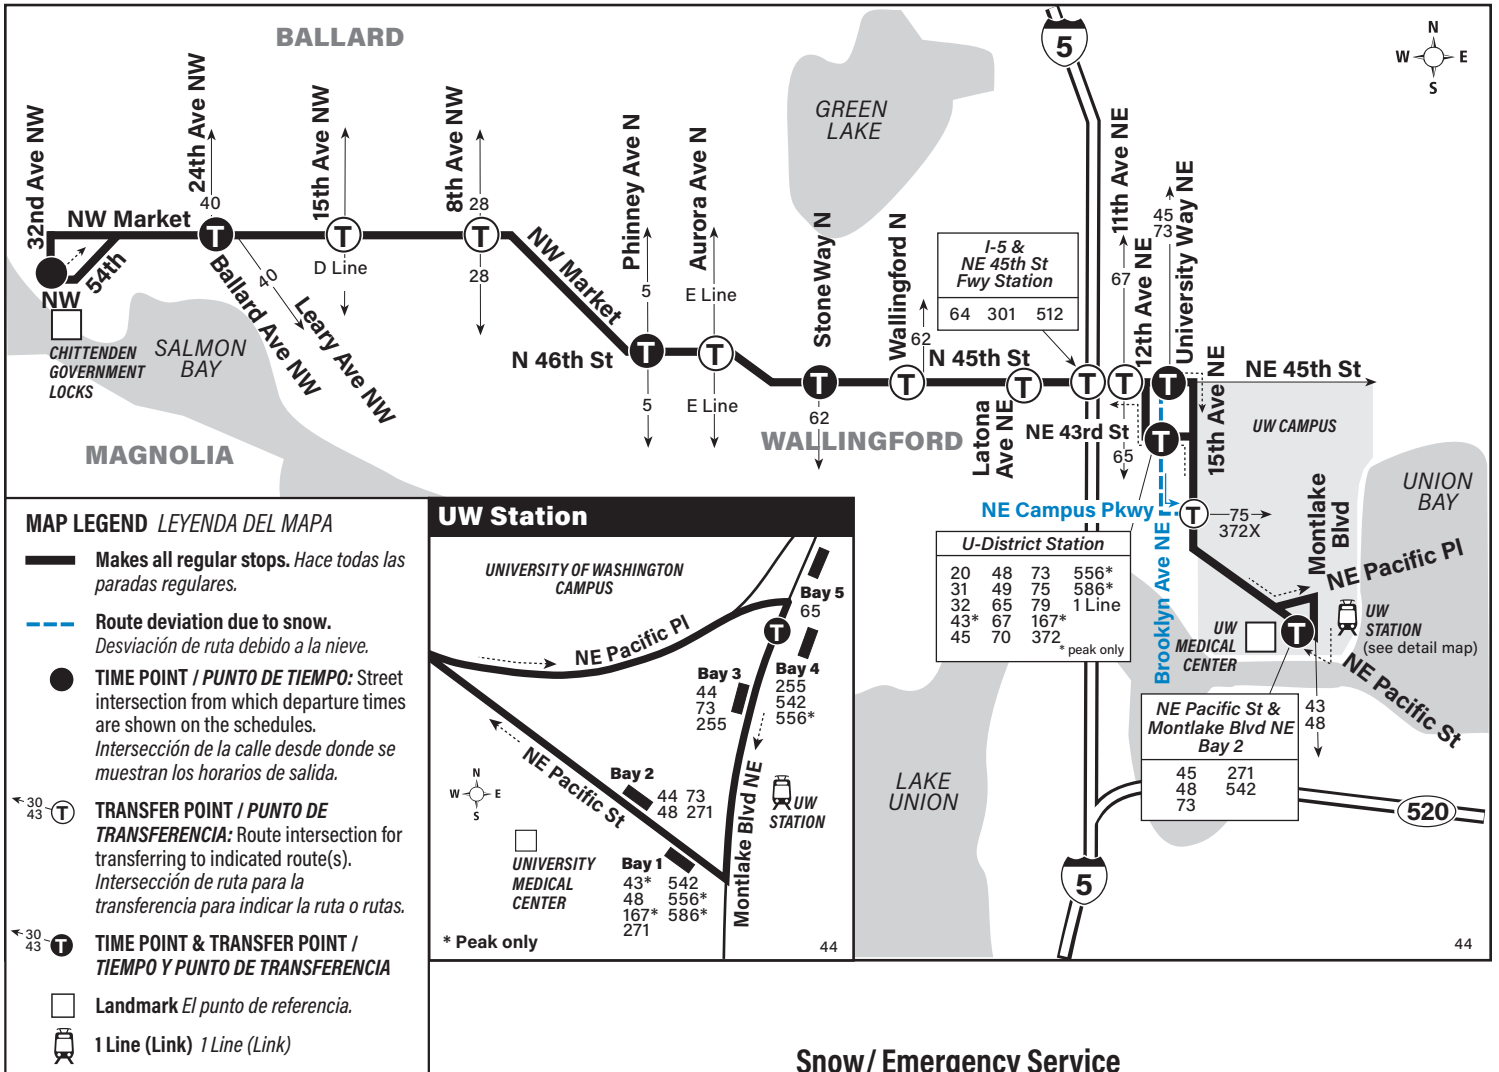 BALLARD
GREEN
LAKE
5
N
W E
S
32nd Ave NW
24th Ave NW
15th Ave NW
8th Ave NW
Phinney Ave N
Aurora Ave N
Stone Way N
Wallingford N
11th Ave NE
12th Ave NE
University Way NE
15th Ave NE
NW Market
40
T
T
D Line
28
T
28
NW 54th
40
Ballard Ave NW
Leary Ave NW
NW Market
5
T
5
E Line
T
E Line
N 46th St
T
62
62
T
N 45th St
T
Latona
Ave NE
I-5 &
NE 45th St
Fwy Station
64 301 512
T
67
T
65
45
73
T
NE 45th St
NE 43rd St
T
UW CAMPUS
CHITTENDEN
GOVERNMENT
LOCKS
SALMON
BAY
MAGNOLIA
WALLINGFORD
NE Campus Pkwy
T
75
372X
Brooklyn Ave NE
UNION
BAY
Montlake
Blvd
NE Pacific Pl
U-District Station
20 48 73 556*
31 49 75 586*
32 65 79 1 Line
43* 67 167*
45 70 372
* peak only
UW
MEDICAL
CENTER
T
UW
STATION
(see detail map)
NE Pacific St
43
48
NE Pacific St &
Montlake Blvd NE
Bay 2
45 271
48 542
73
LAKE
UNION
520
5
44
MAP LEGEND LEYENDA DEL MAPA
Makes all regular stops. Hace todas las
paradas regulares.
Route deviation due to snow.
Desviación de ruta debido a la nieve.
TIME POINT / PUNTO DE TIEMPO: Street
intersection from which departure times
are shown on the schedules.
Intersección de la calle desde donde se
muestran los horarios de salida.
30
43
T
TRANSFER POINT / PUNTO DE
TRANSFERENCIA: Route intersection for
transferring to indicated route(s).
Intersección de ruta para la
transferencia para indicar la ruta o rutas.
30
43
T
TIME POINT & TRANSFER POINT /
TIEMPO Y PUNTO DE TRANSFERENCIA
Landmark El punto de referencia.
1 Line (Link) 1 Line (Link)
UW Station
UNIVERSITY OF WASHINGTON
CAMPUS
Bay 5
65
NE Pacific Pl
T
Bay 4
255
542
556*
Bay 3
44
73
255
NE Pacific St
N
W E
S
Bay 2
44 73
48 271
Montlake Blvd NE
UW
STATION
UNIVERSITY
MEDICAL
CENTER
Bay 1
43* 542
48 556*
167* 586*
271
* Peak only
44
Snow/Emergency Service